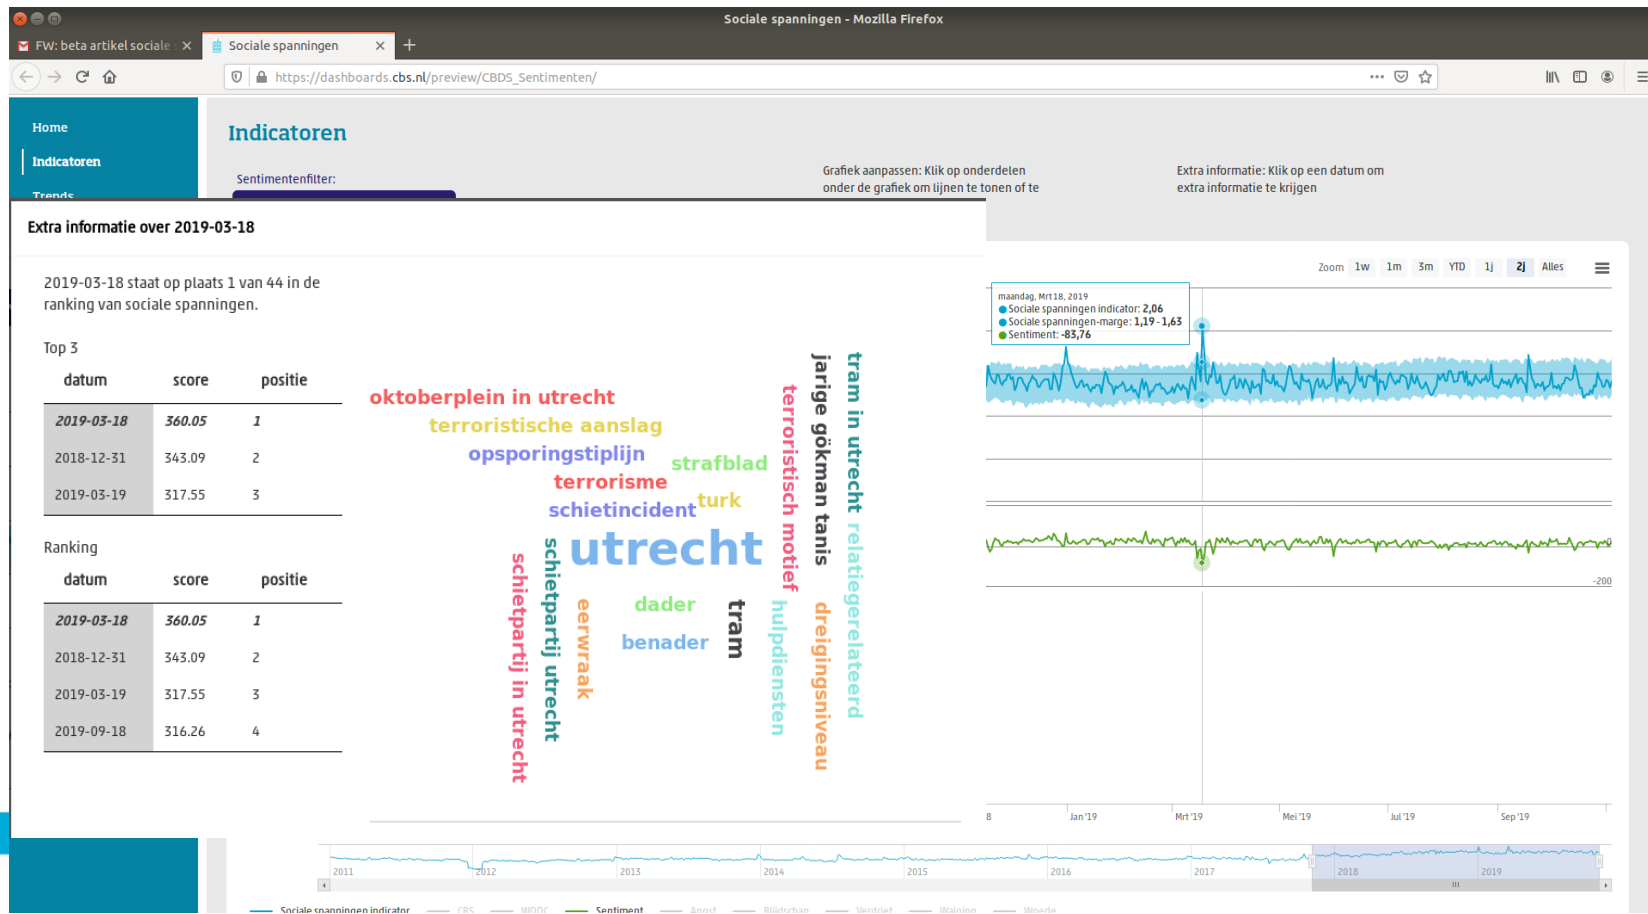 Sociale spanningen - Mozilla Firefox
FW: beta artikel sociale
Sociale spanningen
https://dashboards.cbs.nl/preview/CBDS_Sentimenten/
Home
Indicatoren
Trends
Indicatoren
Sentimentenfilter:
Grafiek aanpassen: Klik op onderdelen
onder de grafiek om lijnen te tonen of te
Extra informatie: Klik op een datum om
extra informatie te krijgen
Extra informatie over 2019-03-18
2019-03-18 staat op plaats 1 van 44 in de
ranking van sociale spanningen.
Top 3
datum score positie
2019-03-18 360.05 1
2018-12-31 343.09 2
2019-03-19 317.55 3
Ranking
datum score positie
2019-03-18 360.05 1
2018-12-31 343.09 2
2019-03-19 317.55 3
2019-09-18 316.26 4
oktoberplein in utrecht
terroristische aanslag
opsporingstiplijn
strafblad
terrorisme
turk
schietincident
utrecht
dader
benader
tram
schietpartij in utrecht
schietpartij utrecht
eerwraak
hulpdiensten
terroristisch motief
jarige gökman tanis
dreigingsniveau
tram in utrecht
relatiegerelateerd
Zoom 1w 1m 3m YTD 1j 2j Alles
maandag, Mrt 18, 2019
Sociale spanningen indicator: 2,06
Sociale spanningen-marge: 1,19 - 1,63
Sentiment: -83,76
0
-200
8 Jan '19 Mrt '19 Mei '19 Jul '19 Sep '19
2011 2012 2013 2014 2015 2016 2017 2018 2019
Sociale spanningen indicator CBS WODC Sentiment Angst Blijdschap Verdriet Walging Woede